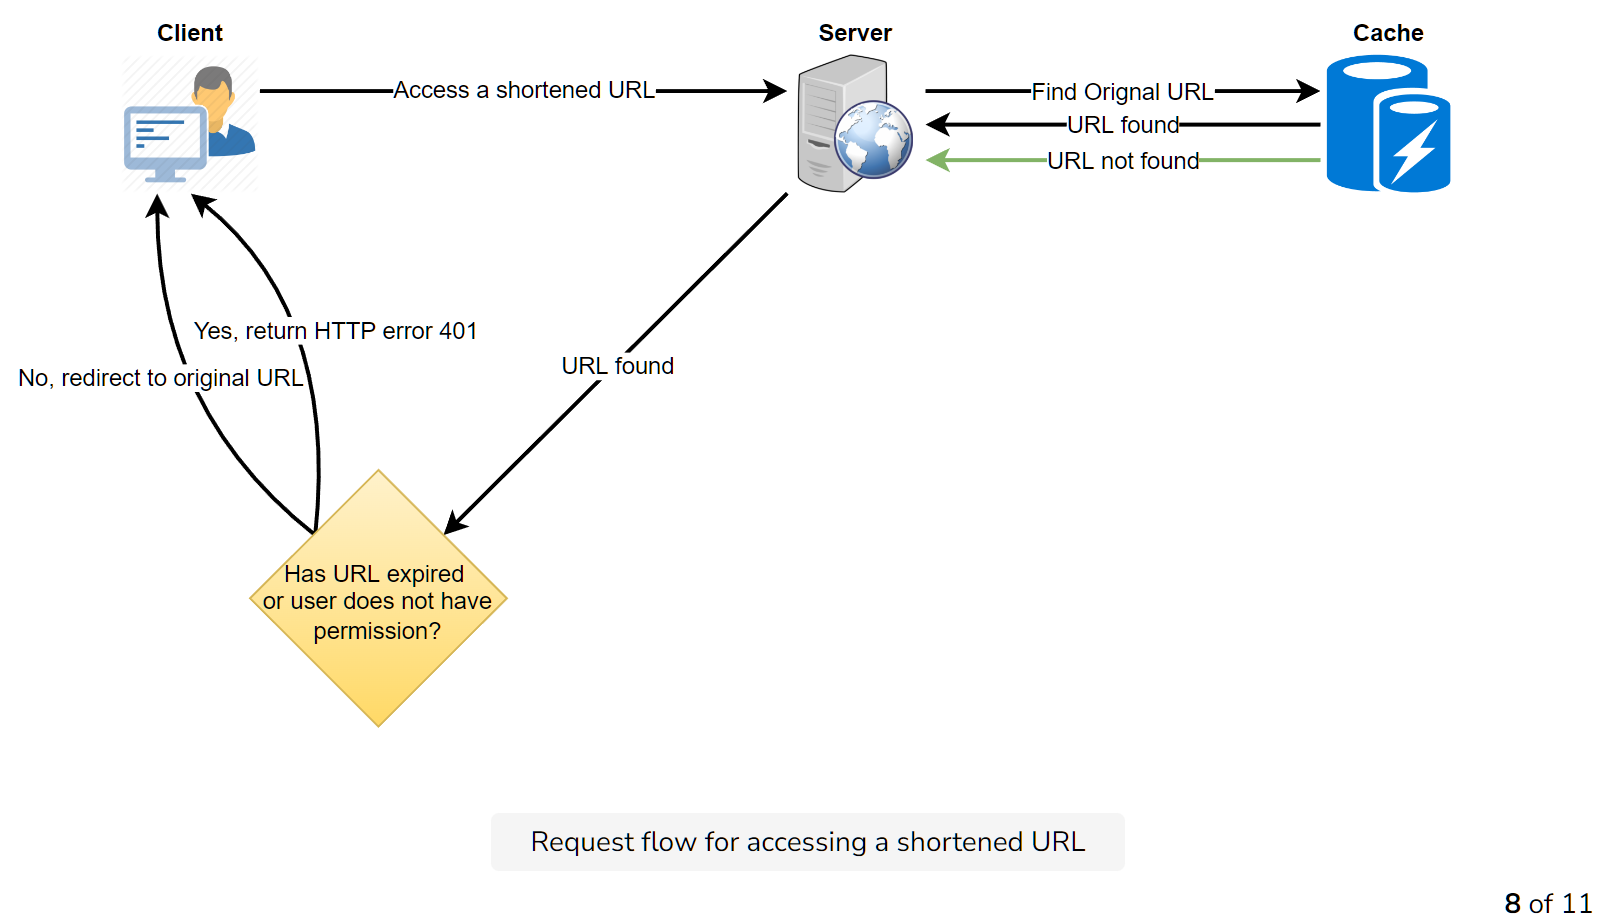 Client
Server
Cache
Access a shortened URL
Find Orignal URL
URL found
URL not found
Yes, return HTTP error 401
URL found
No, redirect to original URL
Has URL expired
or user does not have
permission?
Request flow for accessing a shortened URL
8 of 11